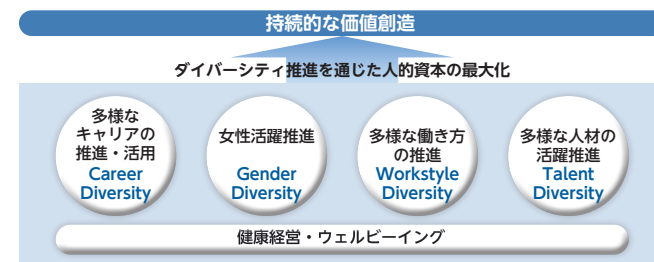 持続的な価値創造
ダイバーシティ推進を通じた人的資本の最大化
多様な
キャリアの
推進・活用
Career
Diversity
女性活躍推進
Gender
Diversity
多様な働き方
の推進
Workstyle
Diversity
多様な人材の
活躍推進
Talent
Diversity
健康経営・ウェルビーイング